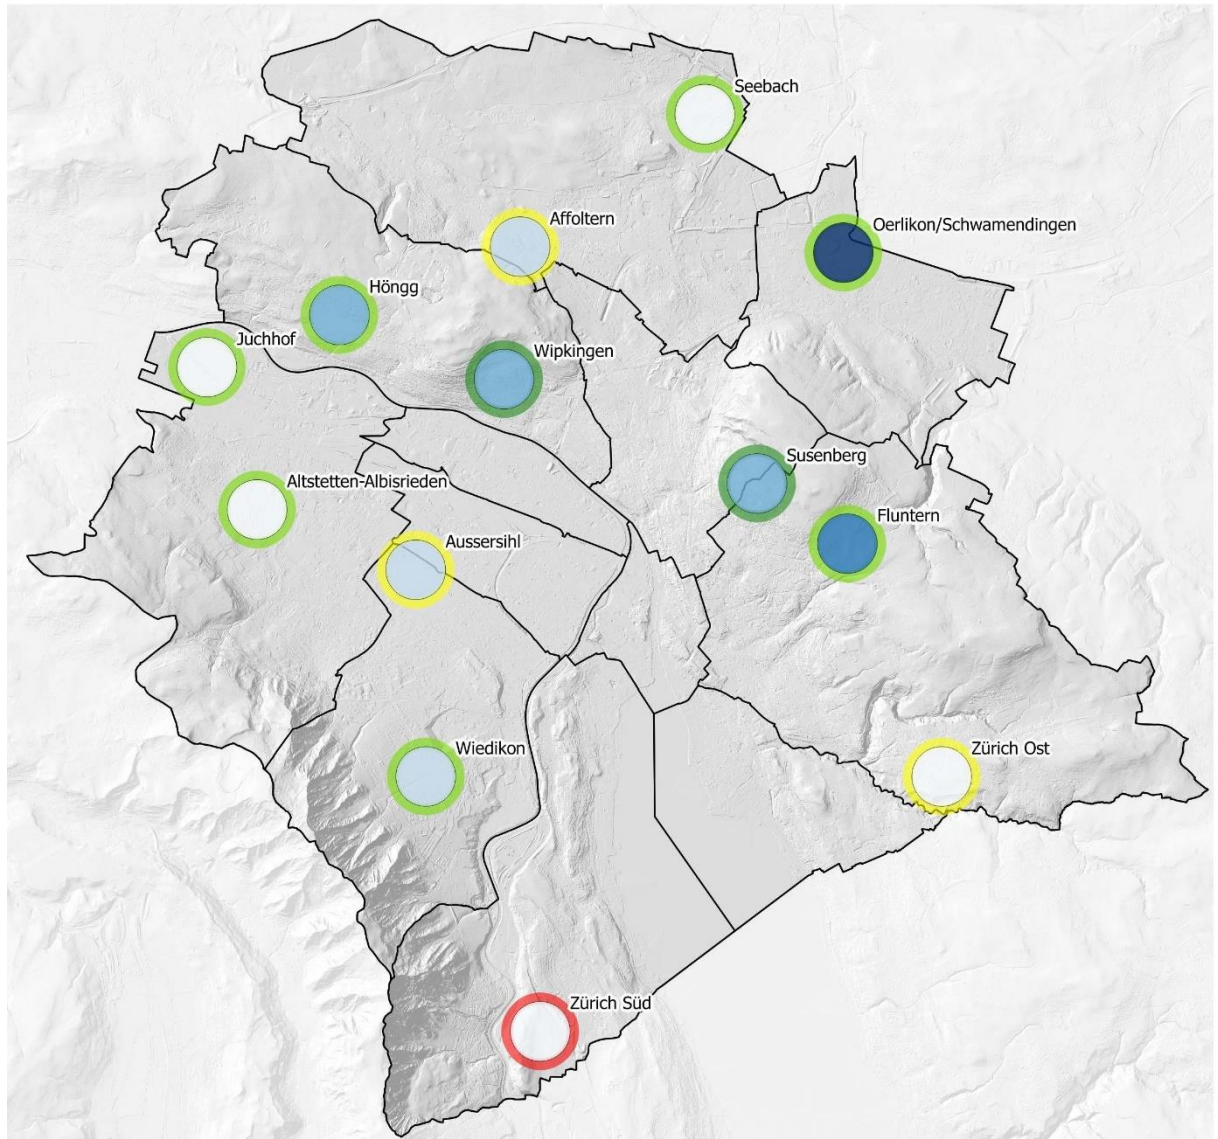 Seebach
Affoltern
Oerlikon/Schwamendingen
Höngg
Juchhof
Wipkingen
Susenberg
Altstetten-Albisrieden
Fluntern
Aussersihl
Wiedikon
Zürich Ost
Zürich Süd